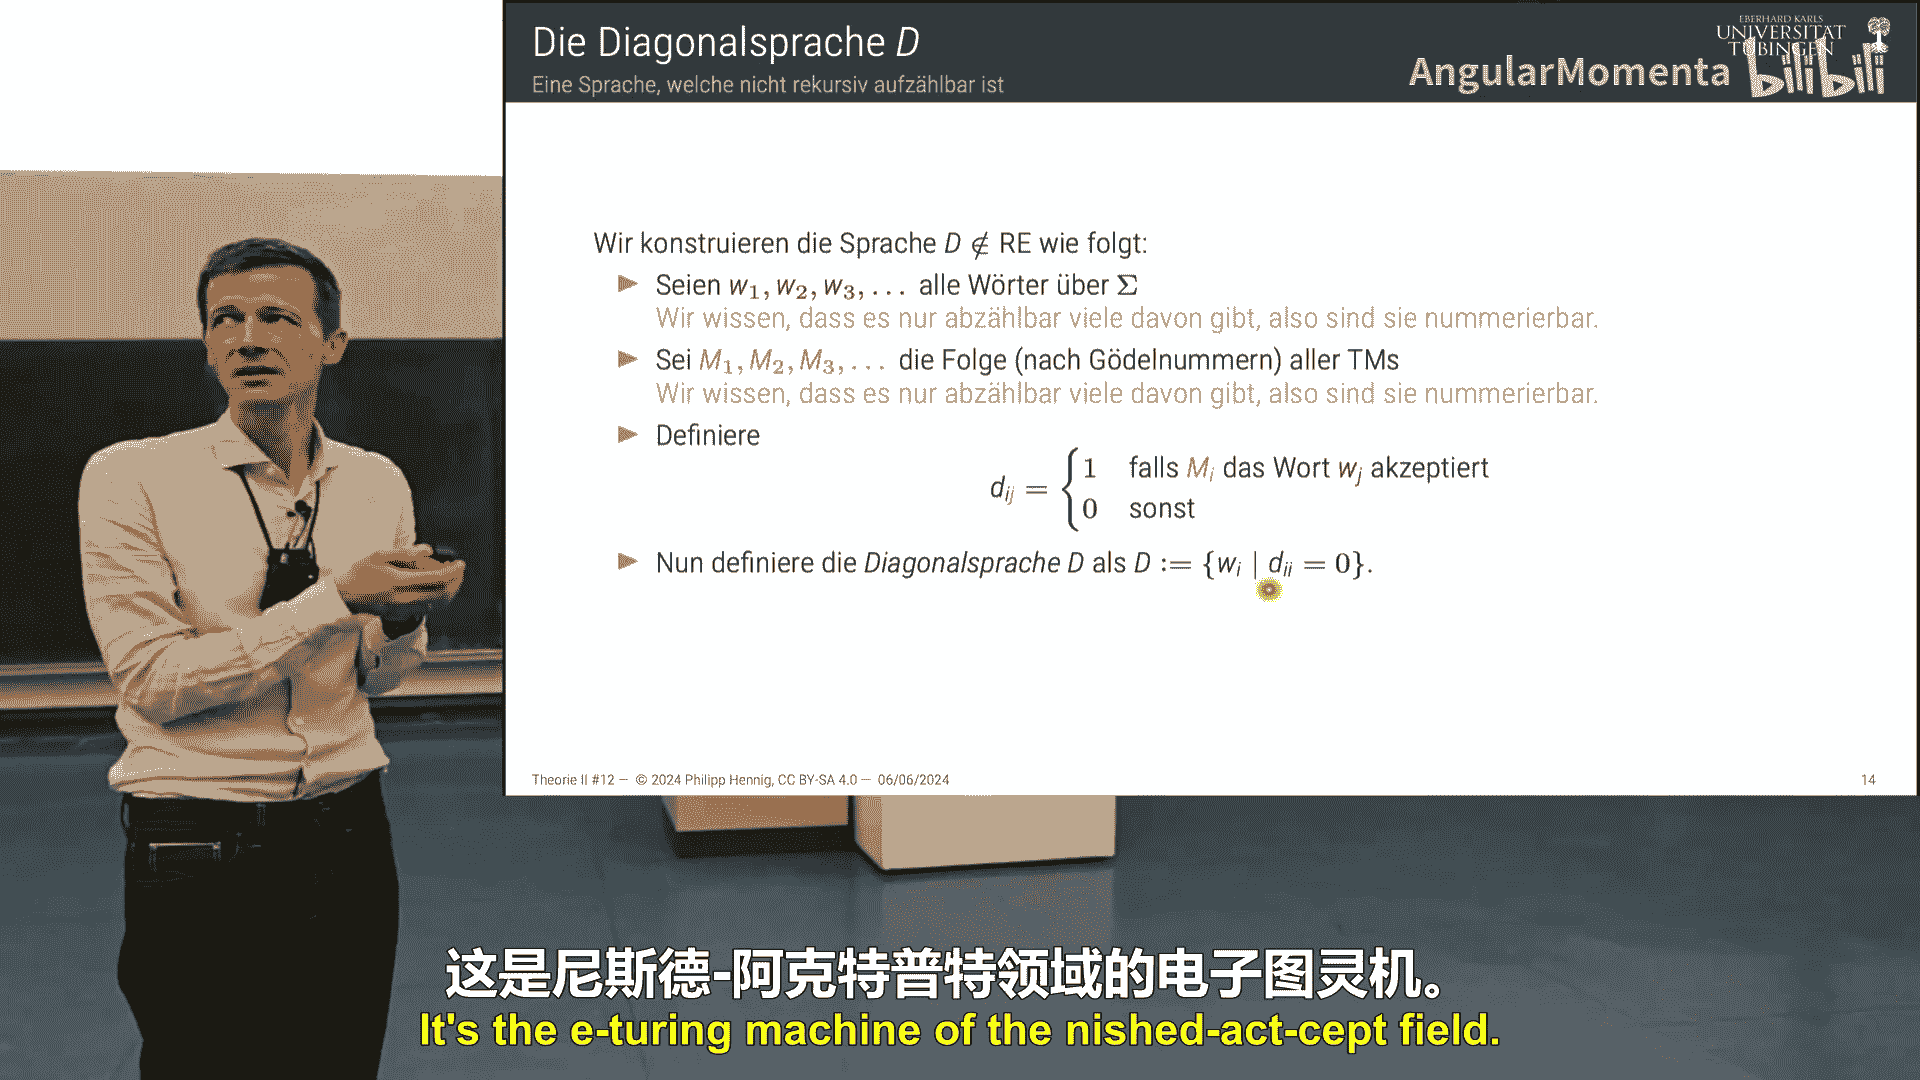 Die Diagonalsprache D
Eine Sprache, welche nicht rekursiv aufzählbar ist
EBERHARD KARLS
UNIVERSITÄT
TÜBINGEN
AngularMomenta
bilibili
Wir konstruieren die Sprache D ∉ RE wie folgt:
▶ Seien w₁, w₂, w₃, … alle Wörter über Σ
Wir wissen, dass es nur abzählbar viele davon gibt, also sind sie nummerierbar.
▶ Sei M₁, M₂, M₃, … die Folge (nach Gödelnummern) aller TMs
Wir wissen, dass es nur abzählbar viele davon gibt, also sind sie nummerierbar.
▶ Definiere
dᵢⱼ = { 1 falls Mᵢ das Wort wⱼ akzeptiert
0 sonst
▶ Nun definiere die Diagonalsprache D als D := {wᵢ | dᵢᵢ = 0}.
Theorie II #12 — © 2024 Philipp Hennig, CC BY-SA 4.0 — 06/06/2024
14
这是尼斯德-阿克特普特领域的电子图灵机。
It's the e-turing machine of the nished-act-cept field.